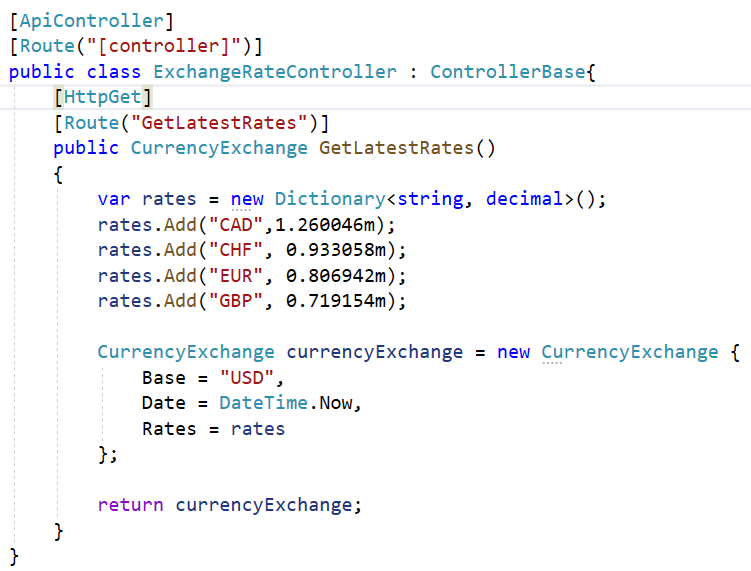 [ApiController]
[Route("[controller]")]
public class ExchangeRateController : ControllerBase{
[HttpGet]
[Route("GetLatestRates")]
public CurrencyExchange GetLatestRates()
{
var rates = new Dictionary<string, decimal>();
rates.Add("CAD",1.260046m);
rates.Add("CHF", 0.933058m);
rates.Add("EUR", 0.806942m);
rates.Add("GBP", 0.719154m);
CurrencyExchange currencyExchange = new CurrencyExchange {
Base = "USD",
Date = DateTime.Now,
Rates = rates
};
return currencyExchange;
}
}